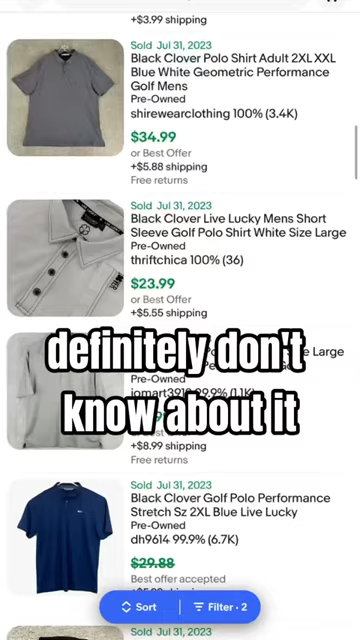 +$3.99 shipping
Sold Jul 31, 2023
Black Clover Polo Shirt Adult 2XL XXL
Blue White Geometric Performance
Golf Mens
Pre-Owned
shirewearclothing 100% (3.4K)
$34.99
or Best Offer
+$5.88 shipping
Free returns
Sold Jul 31, 2023
Black Clover Live Lucky Mens Short
Sleeve Golf Polo Shirt White Size Large
Pre-Owned
thriftchica 100% (36)
$23.99
or Best Offer
+$5.55 shipping
definitely don't
know about it
Large
Pre-Owned
+$8.99 shipping
Free returns
Sold Jul 31, 2023
Black Clover Golf Polo Performance
Stretch Sz 2XL Blue Live Lucky
Pre-Owned
dh9614 99.9% (6.7K)
$29.88
Best offer accepted
Sort
Filter • 2
Sold Jul 31, 2023